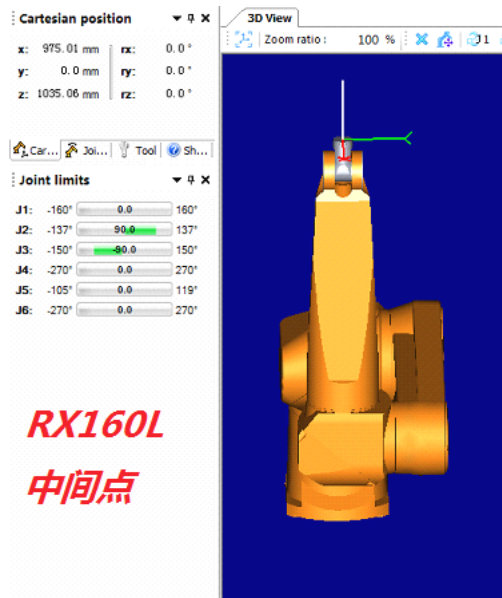 Cartesian position
3D View
Zoom ratio : 100 % J1
x: 975.01 mm rx: 0.0 °
y: 0.0 mm ry: 0.0 °
z: 1035.06 mm rz: 0.0 °
Car... Joi... Tool Sh...
Joint limits
J1: -160° 0.0 160°
J2: -137° 90.0 137°
J3: -150° -90.0 150°
J4: -270° 0.0 270°
J5: -105° 0.0 119°
J6: -270° 0.0 270°
RX160L
中间点